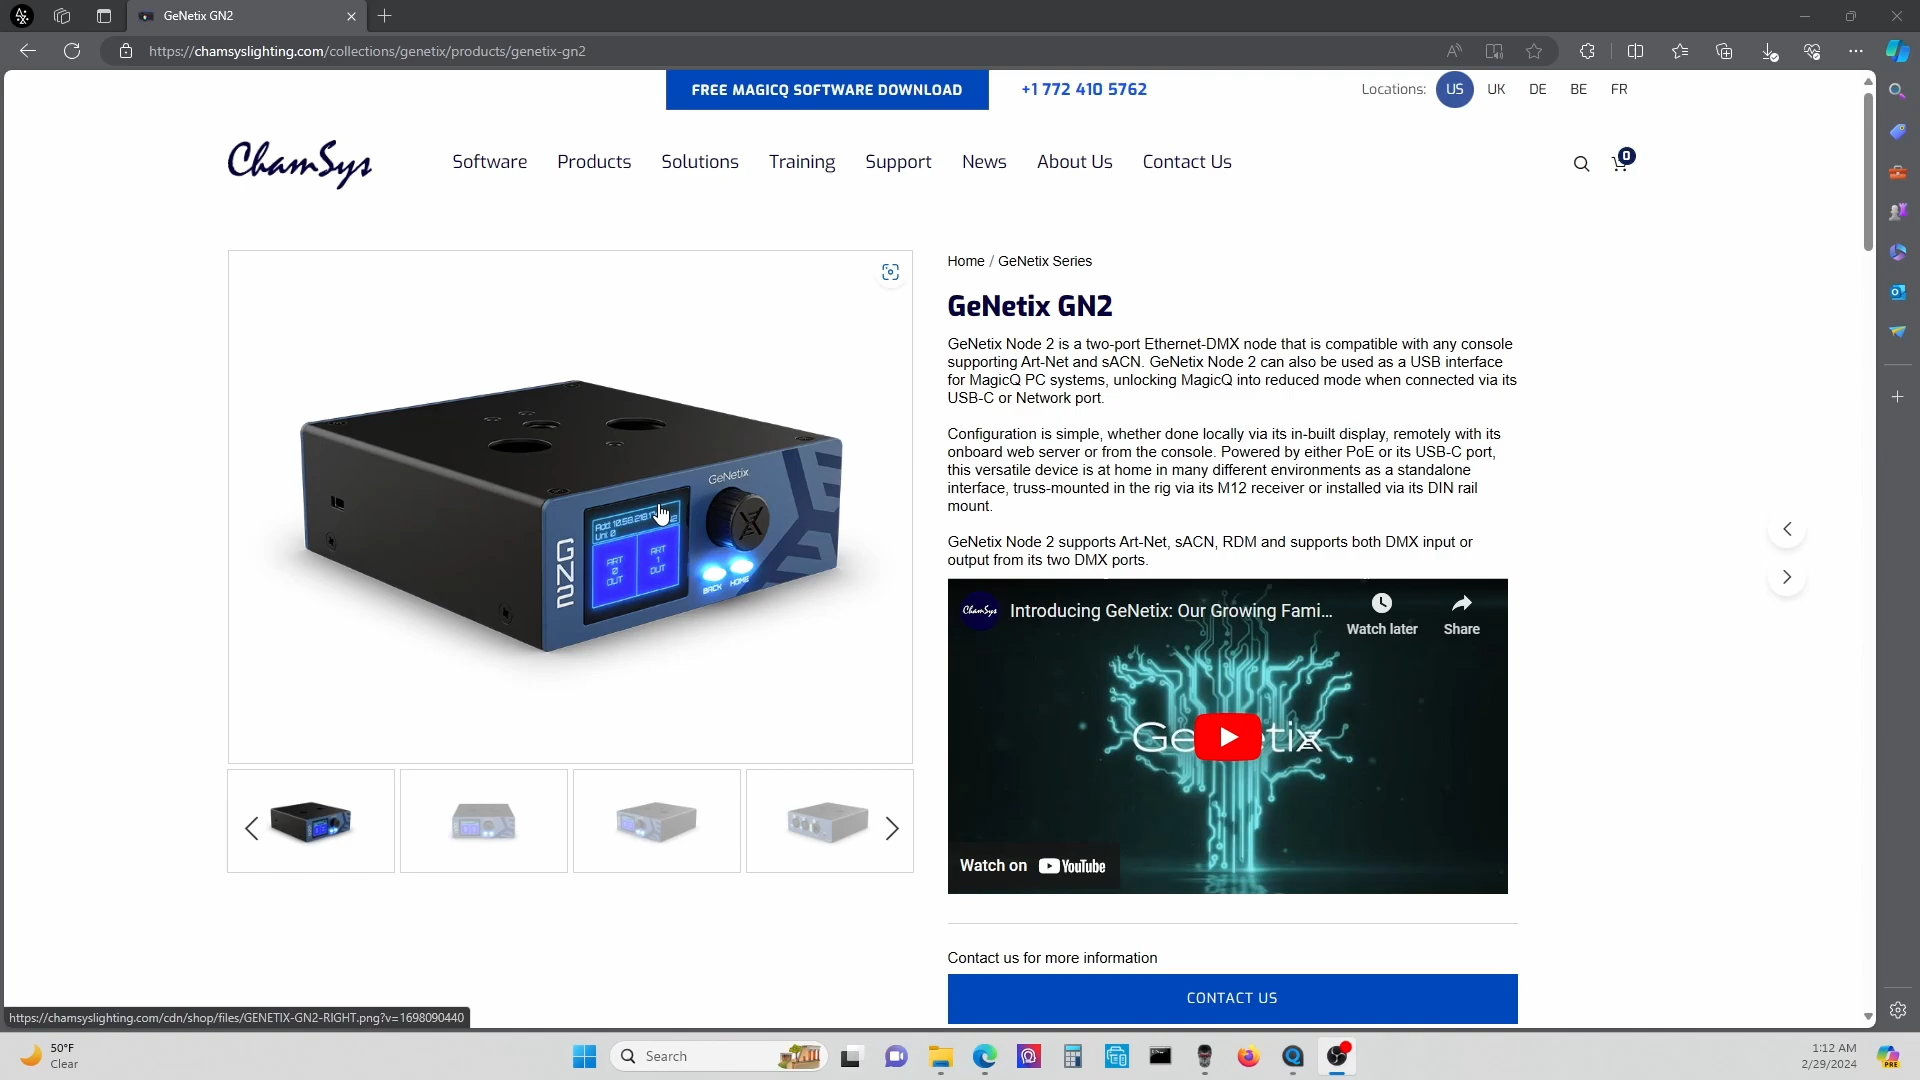 GeNetix GN2
https://chamsyslighting.com/collections/genetix/products/genetix-gn2
FREE MAGICQ SOFTWARE DOWNLOAD
+1 772 410 5762
Locations: US UK DE BE FR
ChamSys
Software Products Solutions Training Support News About Us Contact Us
0
Home / GeNetix Series
GeNetix GN2
GeNetix Node 2 is a two-port Ethernet-DMX node that is compatible with any console
supporting Art-Net and sACN. GeNetix Node 2 can also be used as a USB interface
for MagicQ PC systems, unlocking MagicQ into reduced mode when connected via its
USB-C or Network port.
Configuration is simple, whether done locally via its in-built display, remotely with its
onboard web server or from the console. Powered by either PoE or its USB-C port,
this versatile device is at home in many different environments as a standalone
interface, truss-mounted in the rig via its M12 receiver or installed via its DIN rail
mount.
GeNetix Node 2 supports Art-Net, sACN, RDM and supports both DMX input or
output from its two DMX ports.
GeNetix
Uni: 0
ART
0
OUT
ART
1
OUT
GN2
BACK HOME
ChamSys
Introducing GeNetix: Our Growing Fami...
Watch later
Share
Watch on YouTube
Contact us for more information
CONTACT US
https://chamsyslighting.com/cdn/shop/files/GENETIX-GN2-RIGHT.png?v=1698090440
50°F
Clear
Search
1:12 AM
2/29/2024
PRE